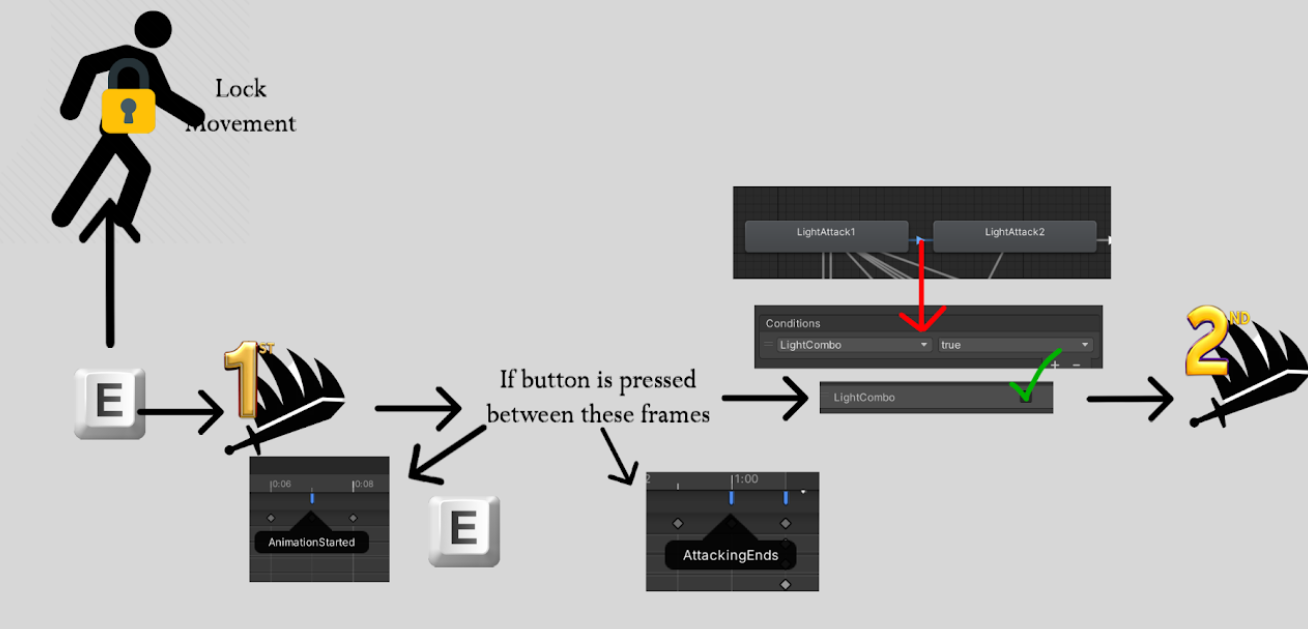 Lock
Movement
LightAttack1
LightAttack2
Conditions
LightCombo
true
+ -
LightCombo
E
1ST
If button is pressed
between these frames
2ND
0:06
0:08
AnimationStarted
E
2
1:00
AttackingEnds